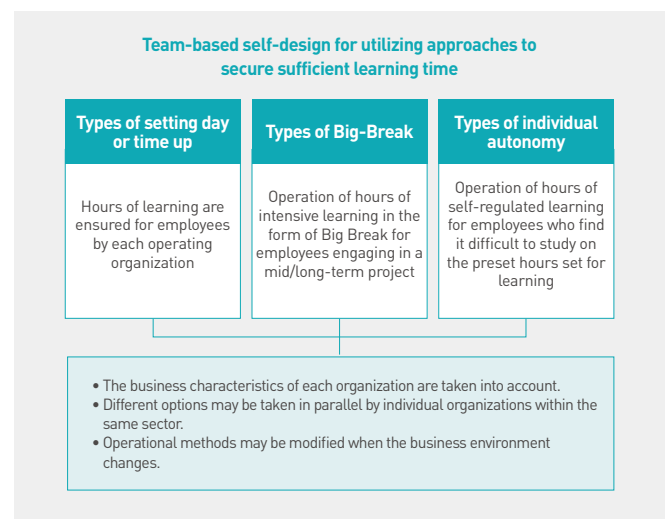 Team-based self-design for utilizing approaches to
secure sufficient learning time
Types of setting day
or time up
Hours of learning are
ensured for employees
by each operating
organization
Types of Big-Break
Operation of hours of
intensive learning in the
form of Big Break for
employees engaging in a
mid/long-term project
Types of individual
autonomy
Operation of hours of
self-regulated learning
for employees who find
it difficult to study on
the preset hours set for
learning
• The business characteristics of each organization are taken into account.
• Different options may be taken in parallel by individual organizations within the
same sector.
• Operational methods may be modified when the business environment
changes.